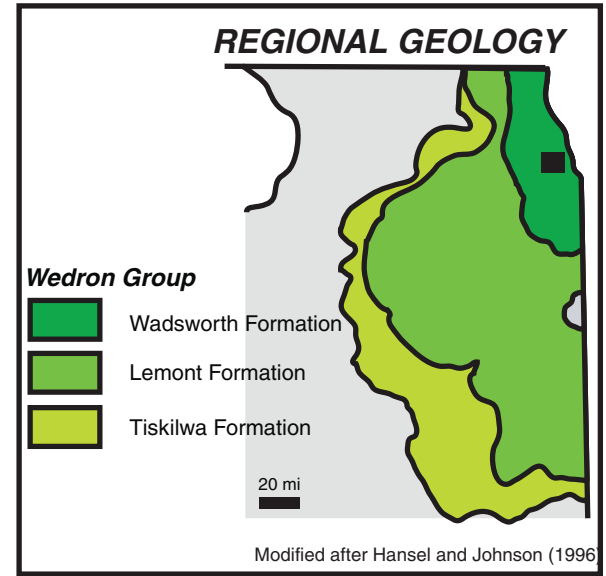 REGIONAL GEOLOGY
Wedron Group
Wadsworth Formation
Lemont Formation
Tiskilwa Formation
20 mi
Modified after Hansel and Johnson (1996)